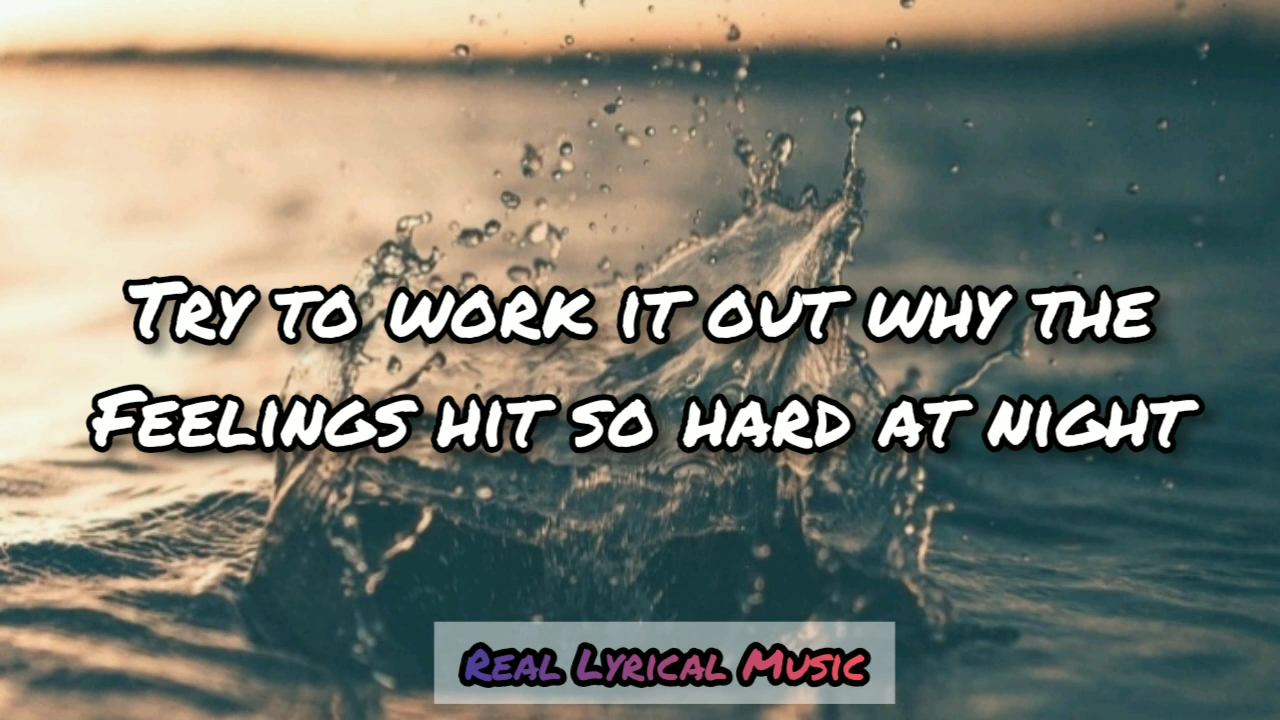 Try to work it out why the
Feelings hit so hard at night
Real Lyrical Music